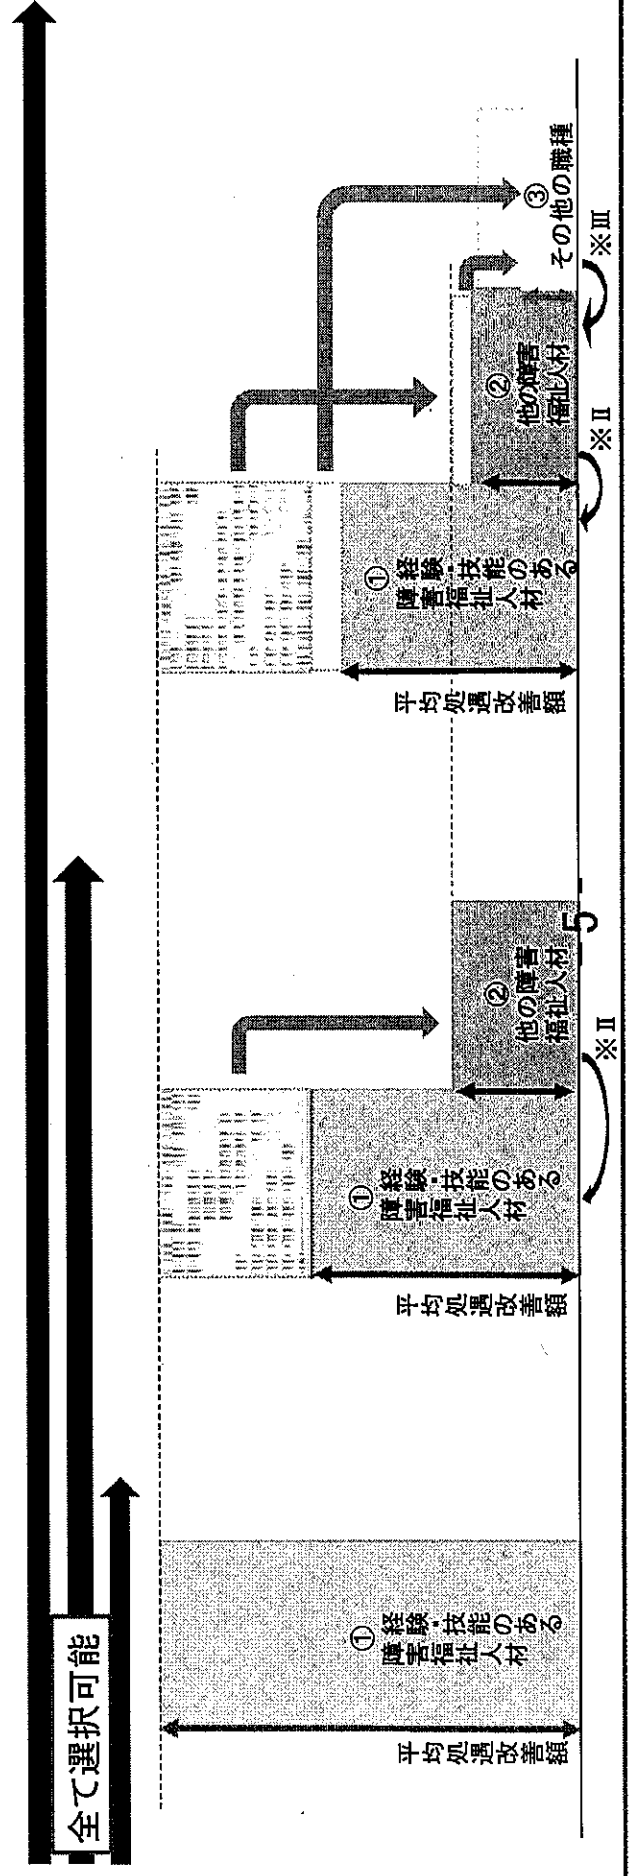 全て選択可能
平均処遇改善額
①
経験・技能のある
障害福祉人材
平均処遇改善額
①
経験・技能のある
障害福祉人材
②
他の障害
福祉人材
※Ⅱ
平均処遇改善額
①
経験・技能のある
障害福祉人材
②
他の障害
福祉人材
③
その他の職種
※Ⅱ
※Ⅲ
- 5 -